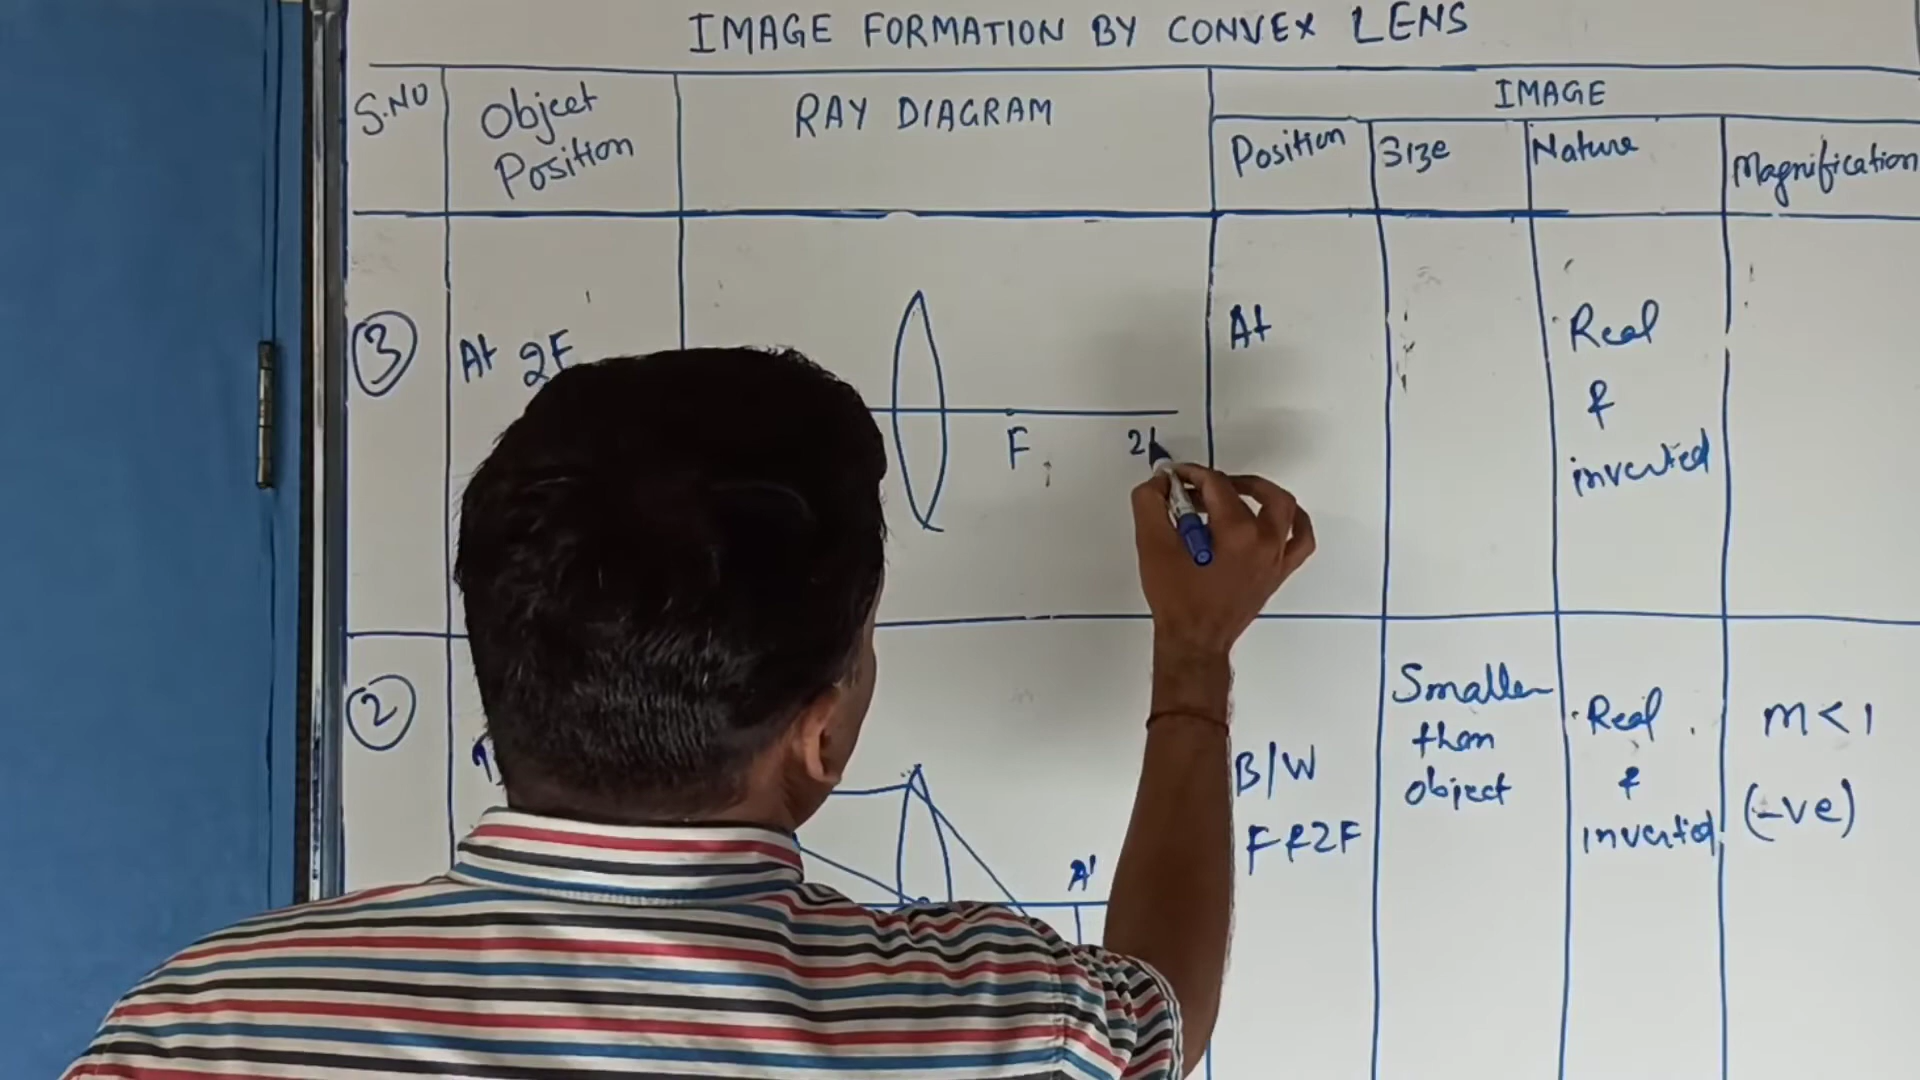 IMAGE FORMATION BY CONVEX LENS
S.NO
Object
Position
RAY DIAGRAM
IMAGE
Position
Size
Nature
Magnification
3
At 2F
F
2
At
Real
&
inverted
2
A'
B/W
F & 2F
Smaller
than
object
Real
&
inverted
m < 1
(-ve)